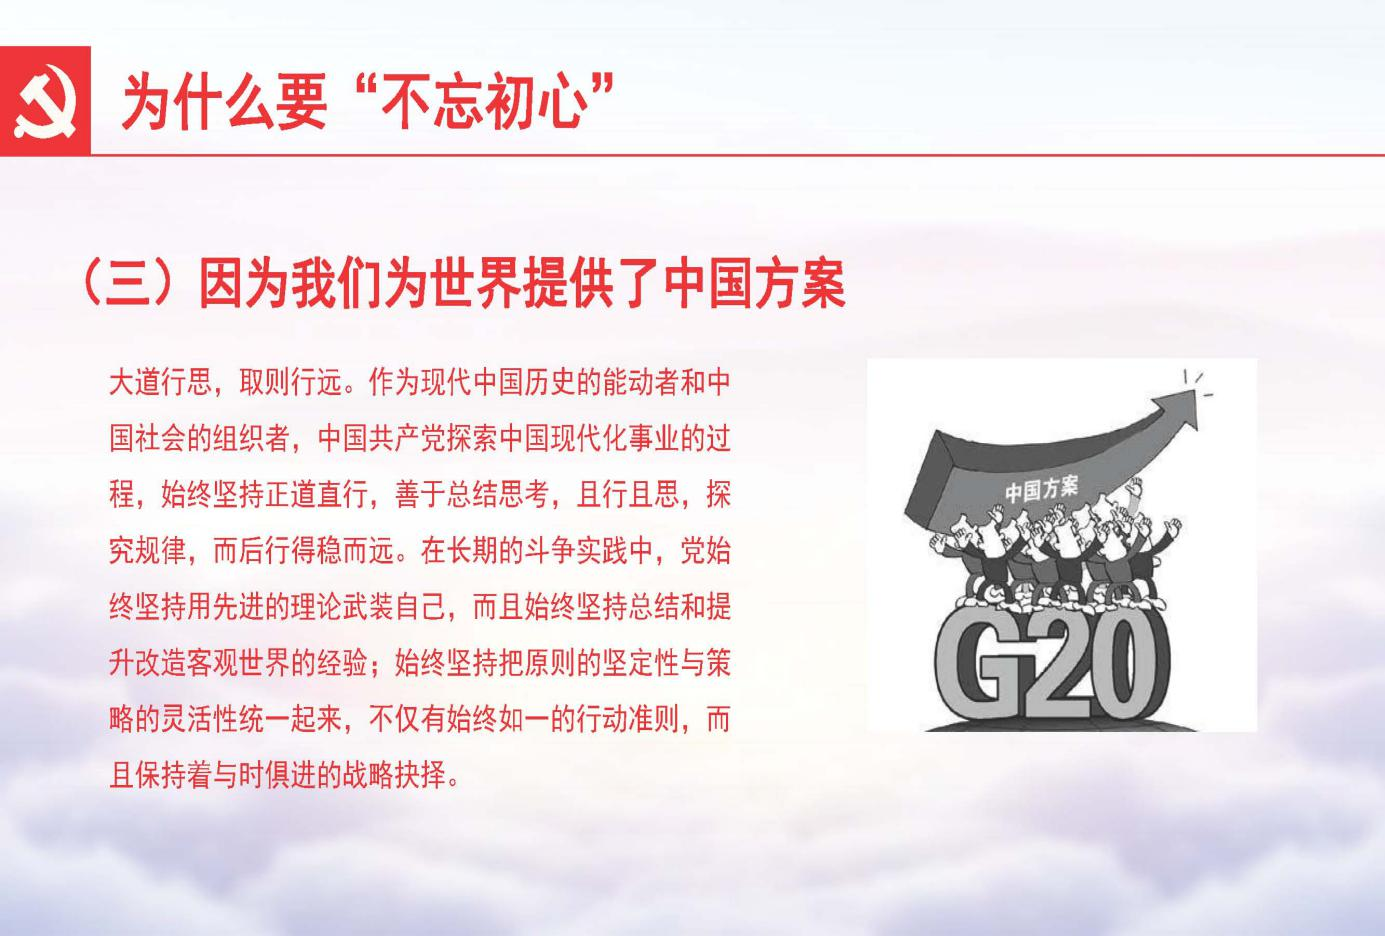 为什么要“不忘初心”
（三）因为我们为世界提供了中国方案
大道行思，取则行远。作为现代中国历史的能动者和中
国社会的组织者，中国共产党探索中国现代化事业的过
程，始终坚持正道直行，善于总结思考，且行且思，探
究规律，而后行得稳而远。在长期的斗争实践中，党始
终坚持用先进的理论武装自己，而且始终坚持总结和提
升改造客观世界的经验；始终坚持把原则的坚定性与策
略的灵活性统一起来，不仅有始终如一的行动准则，而
且保持着与时俱进的战略抉择。
中国方案
G20